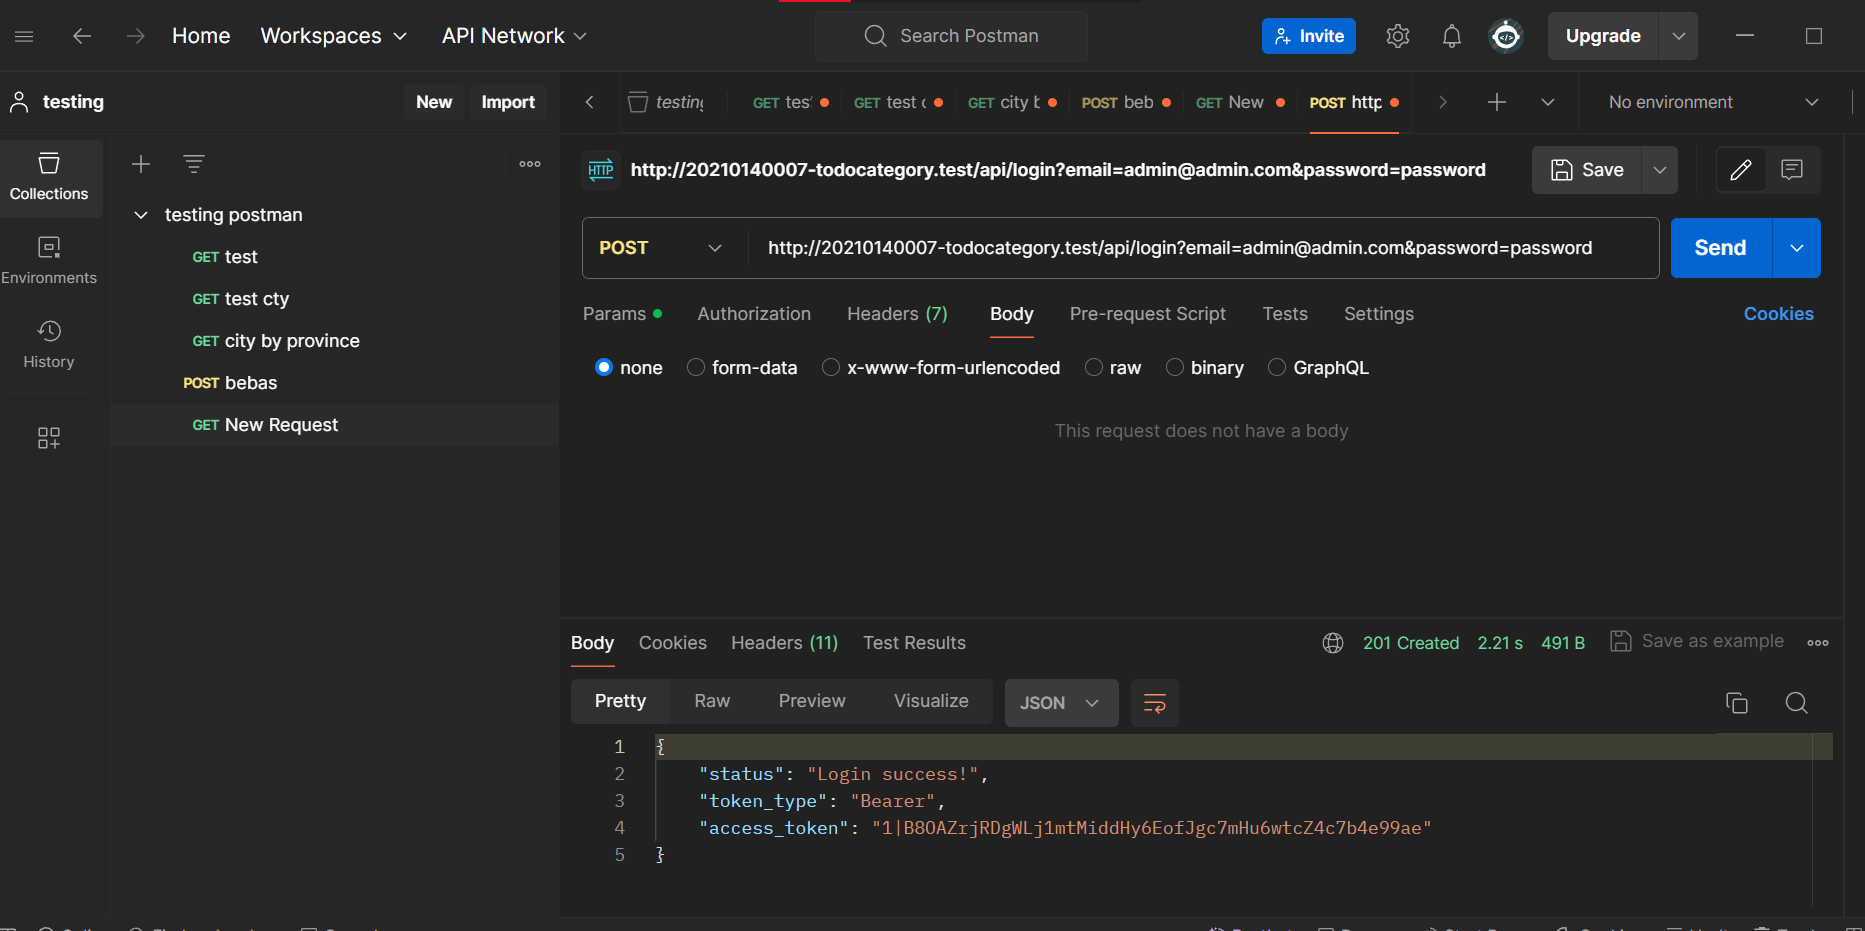 Home Workspaces API Network Search Postman Invite Upgrade
testing New Import
testing GET tes GET test c GET city b POST beb GET New POST http No environment
Collections
Environments
History
testing postman
GET test
GET test cty
GET city by province
POST bebas
GET New Request
HTTP http://20210140007-todocategory.test/api/login?email=admin@admin.com&password=password Save
POST http://20210140007-todocategory.test/api/login?email=admin@admin.com&password=password Send
Params Authorization Headers (7) Body Pre-request Script Tests Settings Cookies
none form-data x-www-form-urlencoded raw binary GraphQL
This request does not have a body
Body Cookies Headers (11) Test Results 201 Created 2.21 s 491 B Save as example
Pretty Raw Preview Visualize JSON
1 {
2 "status": "Login success!",
3 "token_type": "Bearer",
4 "access_token": "1|B8OAZrjRDgWLj1mtMiddHy6EofJgc7mHu6wtcZ4c7b4e99ae"
5 }